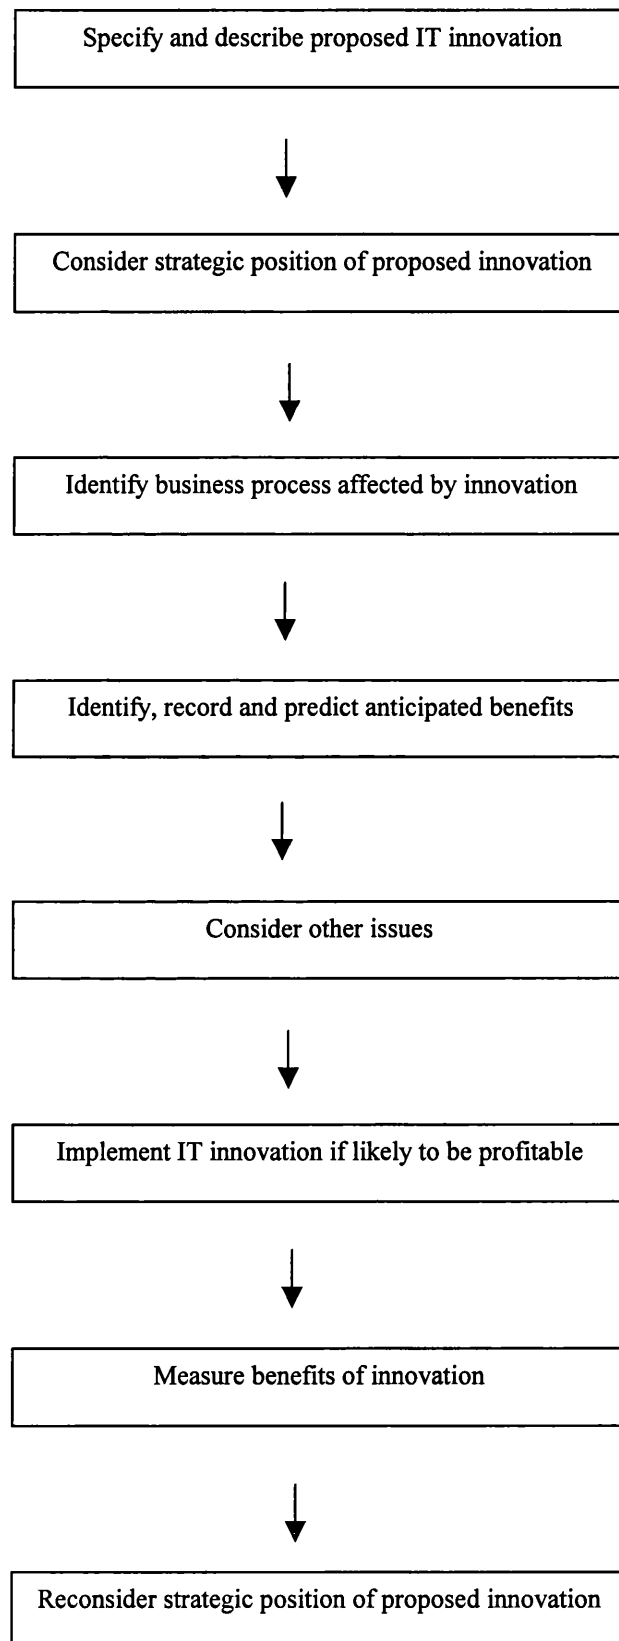 Specify and describe proposed IT innovation
Consider strategic position of proposed innovation
Identify business process affected by innovation
Identify, record and predict anticipated benefits
Consider other issues
Implement IT innovation if likely to be profitable
Measure benefits of innovation
Reconsider strategic position of proposed innovation